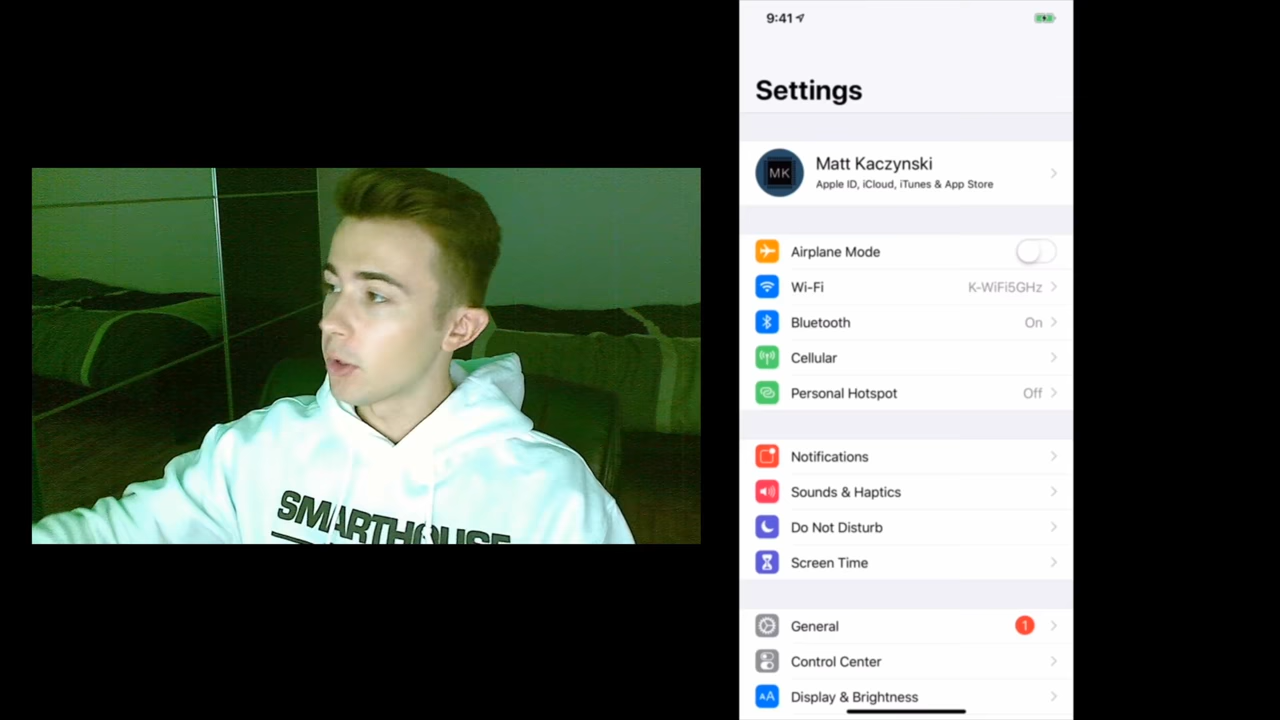 SMARTHOUSE
9:41
Settings
MK
Matt Kaczynski
Apple ID, iCloud, iTunes & App Store
Airplane Mode
Wi-Fi
K-WiFi5GHz
Bluetooth
On
Cellular
Personal Hotspot
Off
Notifications
Sounds & Haptics
Do Not Disturb
Screen Time
General
1
Control Center
AA
Display & Brightness